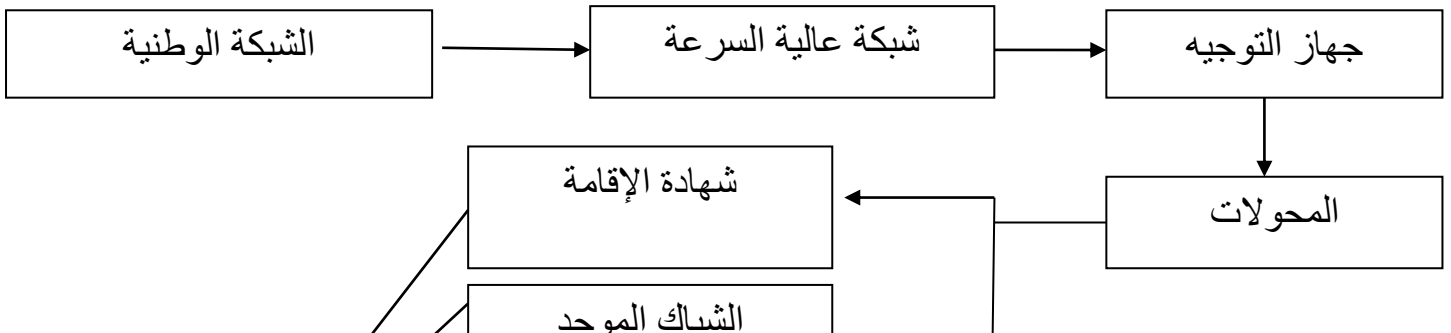 الشبكة الوطنية
شبكة عالية السرعة
جهاز التوجيه
المحولات
شهادة الإقامة
الشباك الموحد